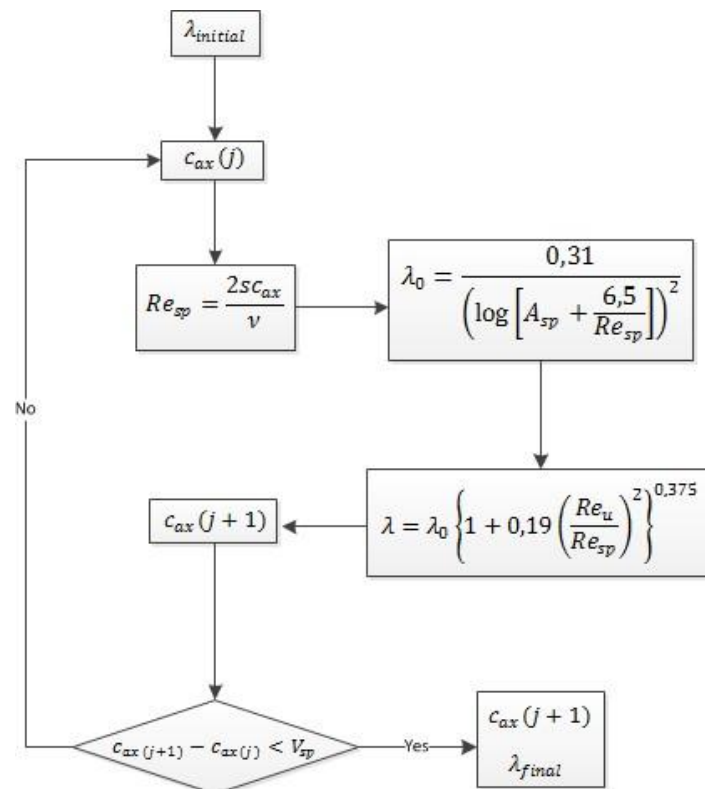 λ_initial
c_ax (j)
Re_sp = 2sc_ax / ν
λ_0 = 0,31 / (log [A_sp + 6,5 / Re_sp])^2
No
c_ax (j + 1)
λ = λ_0 {1 + 0,19 (Re_u / Re_sp)^2}^0,375
c_ax (j+1) − c_ax (j) < V_sp
Yes
c_ax (j + 1)
λ_final